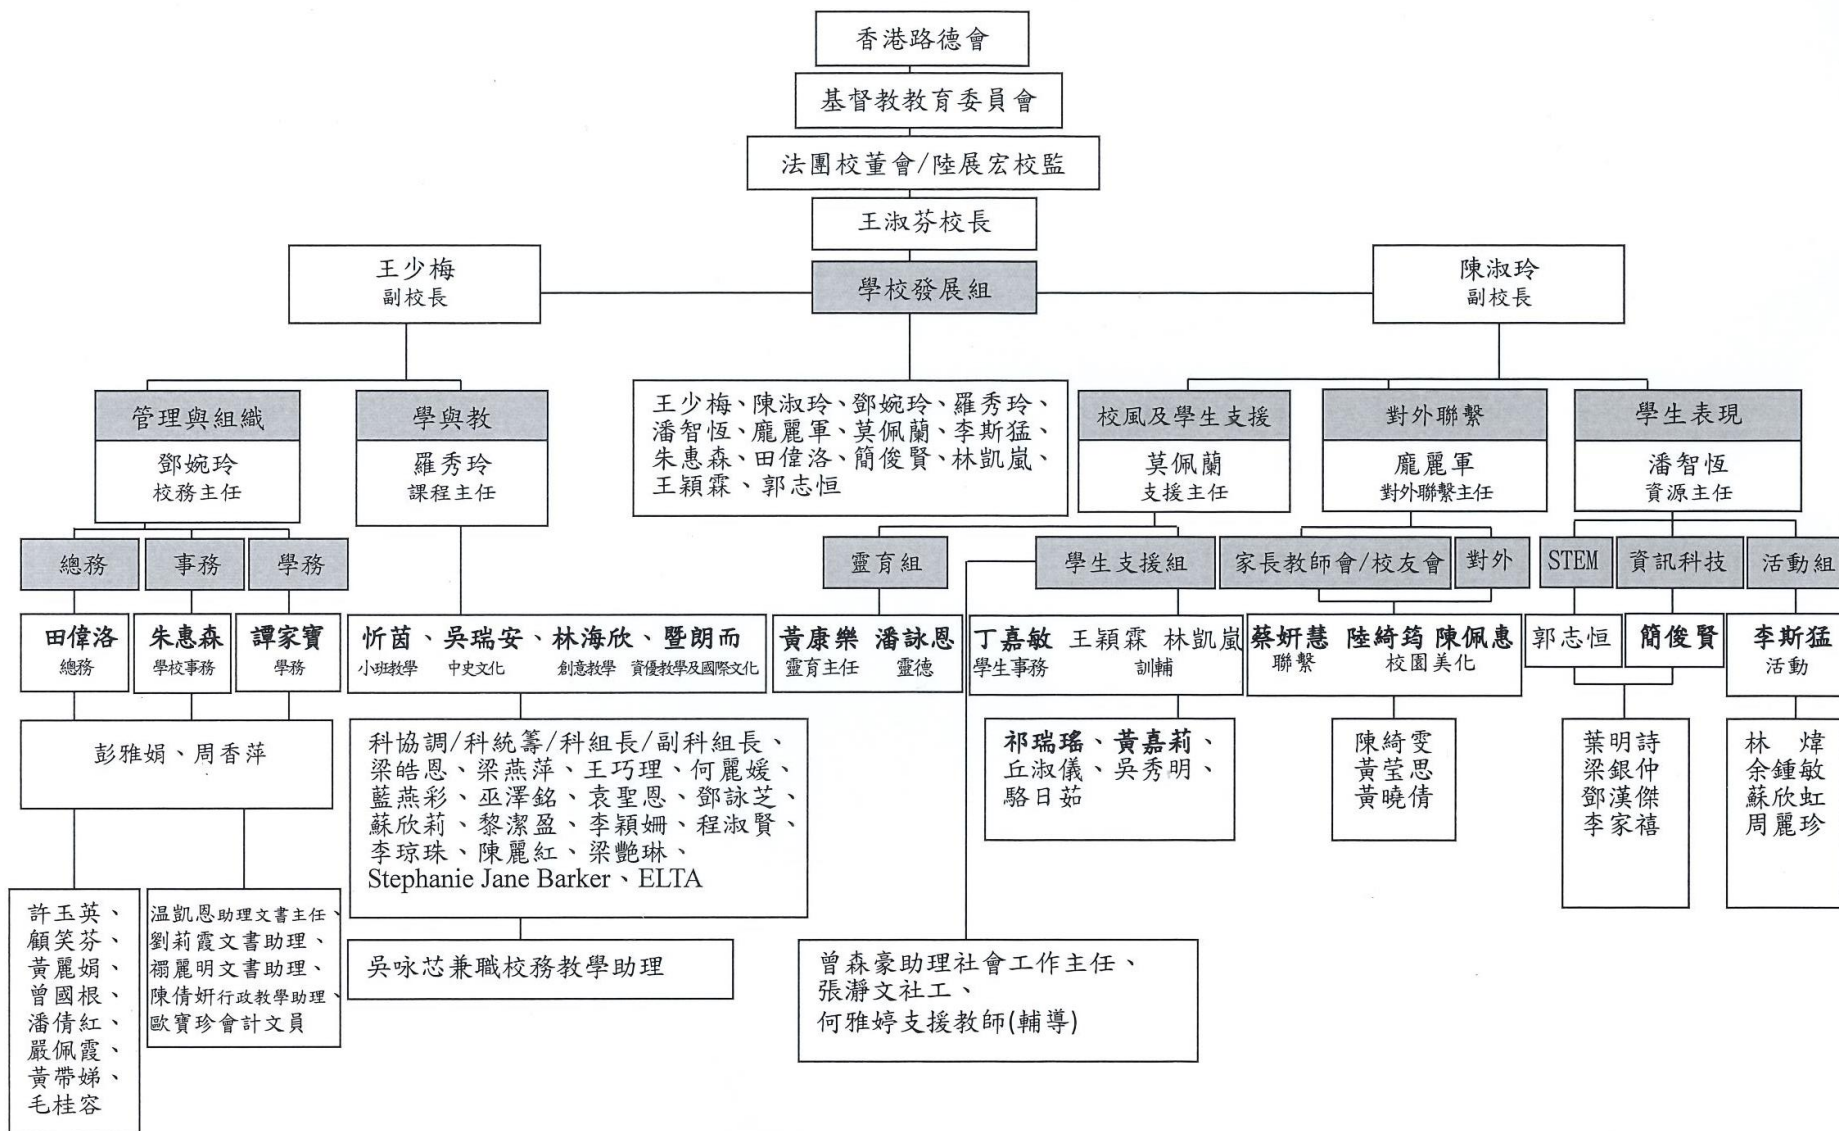 香港路德會
基督教教育委員會
法團校董會/陸展宏校監
王淑芬校長
王少梅
副校長
學校發展組
陳淑玲
副校長
管理與組織
鄧婉玲
校務主任
學與教
羅秀玲
課程主任
王少梅、陳淑玲、鄧婉玲、羅秀玲、
潘智恆、龐麗軍、莫佩蘭、李斯猛、
朱惠森、田偉洛、簡俊賢、林凱嵐、
王穎霖、郭志恒
校風及學生支援
莫佩蘭
支援主任
對外聯繫
龐麗軍
對外聯繫主任
學生表現
潘智恆
資源主任
總務
事務
學務
靈育組
學生支援組
家長教師會/校友會
對外
STEM
資訊科技
活動組
田偉洛
總務
朱惠森
學校事務
譚家寶
學務
忻茵、吳瑞安、林海欣、暨朗而
小班教學 中史文化 創意教學 資優教學及國際文化
黃康樂 潘詠恩
靈育主任 靈德
丁嘉敏 王穎霖 林凱嵐
學生事務 訓輔
蔡妍慧 陸綺筠 陳佩惠
聯繫 校園美化
郭志恒
簡俊賢
李斯猛
活動
彭雅娟、周香萍
科協調/科統籌/科組長/副科組長、
梁皓恩、梁燕萍、王巧理、何麗媛、
藍燕彩、巫澤銘、袁聖恩、鄧詠芝、
蘇欣莉、黎潔盈、李穎姍、程淑賢、
李琼珠、陳麗紅、梁艷琳、
Stephanie Jane Barker、ELTA
祁瑞瑤、黃嘉莉、
丘淑儀、吳秀明、
駱日茹
陳綺雯
黃莹思
黃曉倩
葉明詩
梁銀仲
鄧漢傑
李家禧
林　煒
余鍾敏
蘇欣虹
周麗珍
許玉英、
顧笑芬、
黃麗娟、
曾國根、
潘倩紅、
嚴佩霞、
黃帶娣、
毛桂容
温凱恩助理文書主任、
劉莉霞文書助理、
禤麗明文書助理、
陳倩妍行政教學助理、
歐寶珍會計文員
吳咏芯兼職校務教學助理
曾森豪助理社會工作主任、
張瀞文社工、
何雅婷支援教師(輔導)